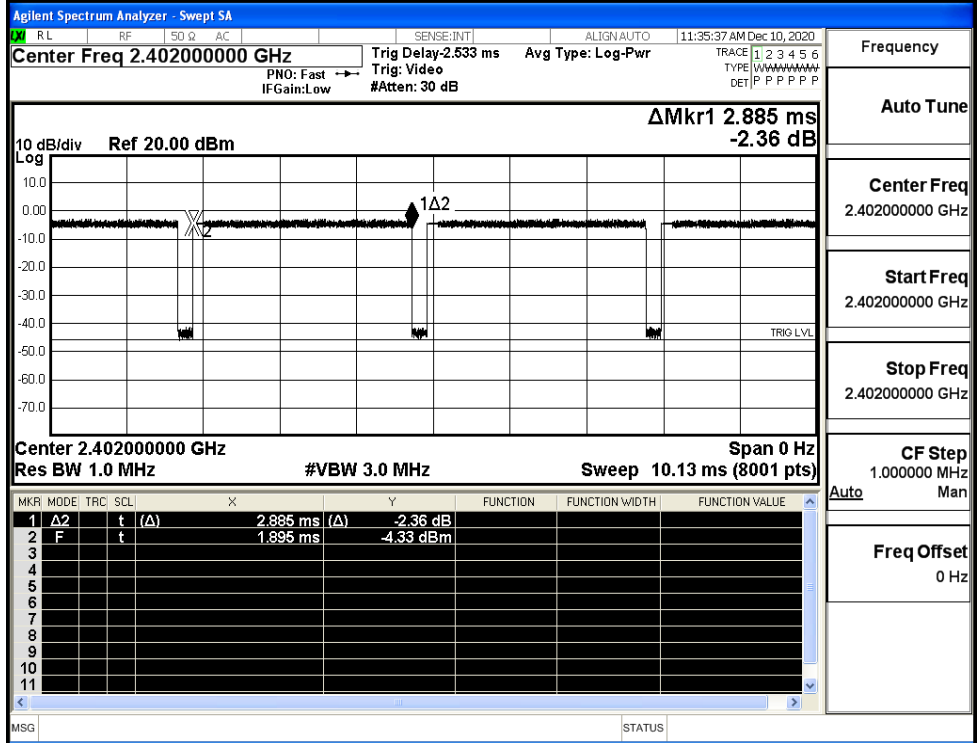 Agilent Spectrum Analyzer - Swept SA
LXI RL RF 50 Ω AC SENSE:INT ALIGN AUTO 11:35:37 AM Dec 10, 2020
Center Freq 2.402000000 GHz Trig Delay-2.533 ms Avg Type: Log-Pwr TRACE 1 2 3 4 5 6
PNO: Fast Trig: Video TYPE WWWWWW
IFGain:Low #Atten: 30 dB DET P P P P P P
ΔMkr1 2.885 ms
-2.36 dB
10 dB/div Ref 20.00 dBm
Log
10.0
0.00
-10.0
-20.0
-30.0
-40.0
-50.0
-60.0
-70.0
1Δ2
2
TRIG LVL
Center 2.402000000 GHz Span 0 Hz
Res BW 1.0 MHz #VBW 3.0 MHz Sweep 10.13 ms (8001 pts)
MKR MODE TRC SCL X Y FUNCTION FUNCTION WIDTH FUNCTION VALUE
1 Δ2 t (Δ) 2.885 ms (Δ) -2.36 dB
2 F t 1.895 ms -4.33 dBm
3
4
5
6
7
8
9
10
11
MSG STATUS
Frequency
Auto Tune
Center Freq
2.402000000 GHz
Start Freq
2.402000000 GHz
Stop Freq
2.402000000 GHz
CF Step
1.000000 MHz
Auto Man
Freq Offset
0 Hz